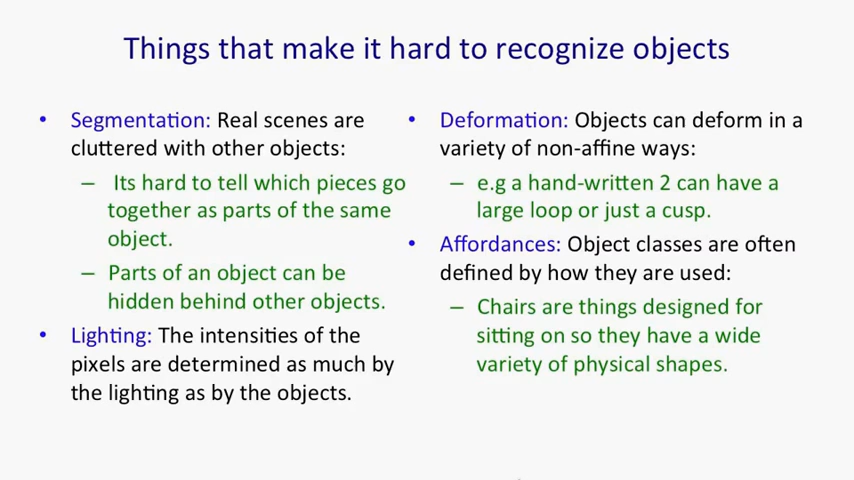 Things that make it hard to recognize objects
• Segmentation: Real scenes are
cluttered with other objects:
– Its hard to tell which pieces go
together as parts of the same
object.
– Parts of an object can be
hidden behind other objects.
• Lighting: The intensities of the
pixels are determined as much by
the lighting as by the objects.
• Deformation: Objects can deform in a
variety of non-affine ways:
– e.g a hand-written 2 can have a
large loop or just a cusp.
• Affordances: Object classes are often
defined by how they are used:
– Chairs are things designed for
sitting on so they have a wide
variety of physical shapes.